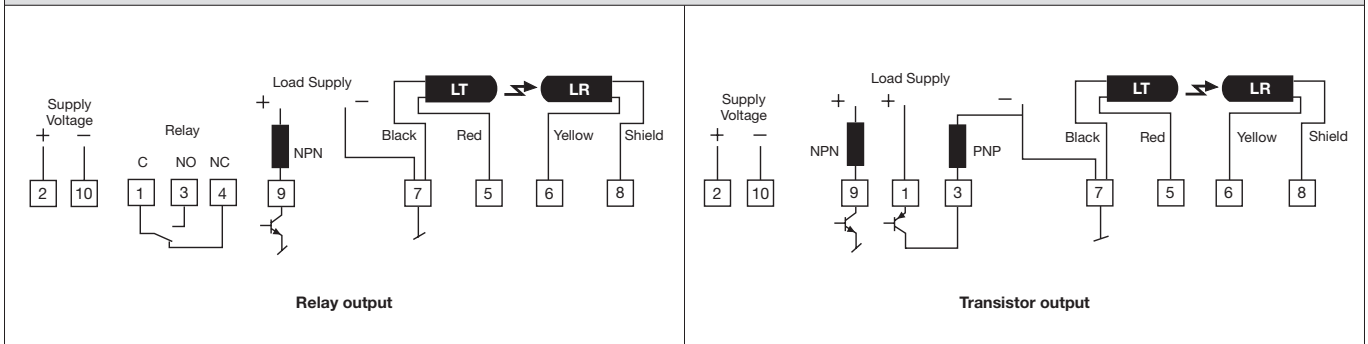 Load Supply
LT
LR
Supply
Voltage
+ −
+ −
Relay
Black
Red
Yellow
Shield
C NO NC
NPN
2 10 1 3 4 9 7 5 6 8
Relay output
Load Supply
LT
LR
Supply
Voltage
+ −
+ + −
Black
Red
Yellow
Shield
NPN
PNP
2 10 9 1 3 7 5 6 8
Transistor output